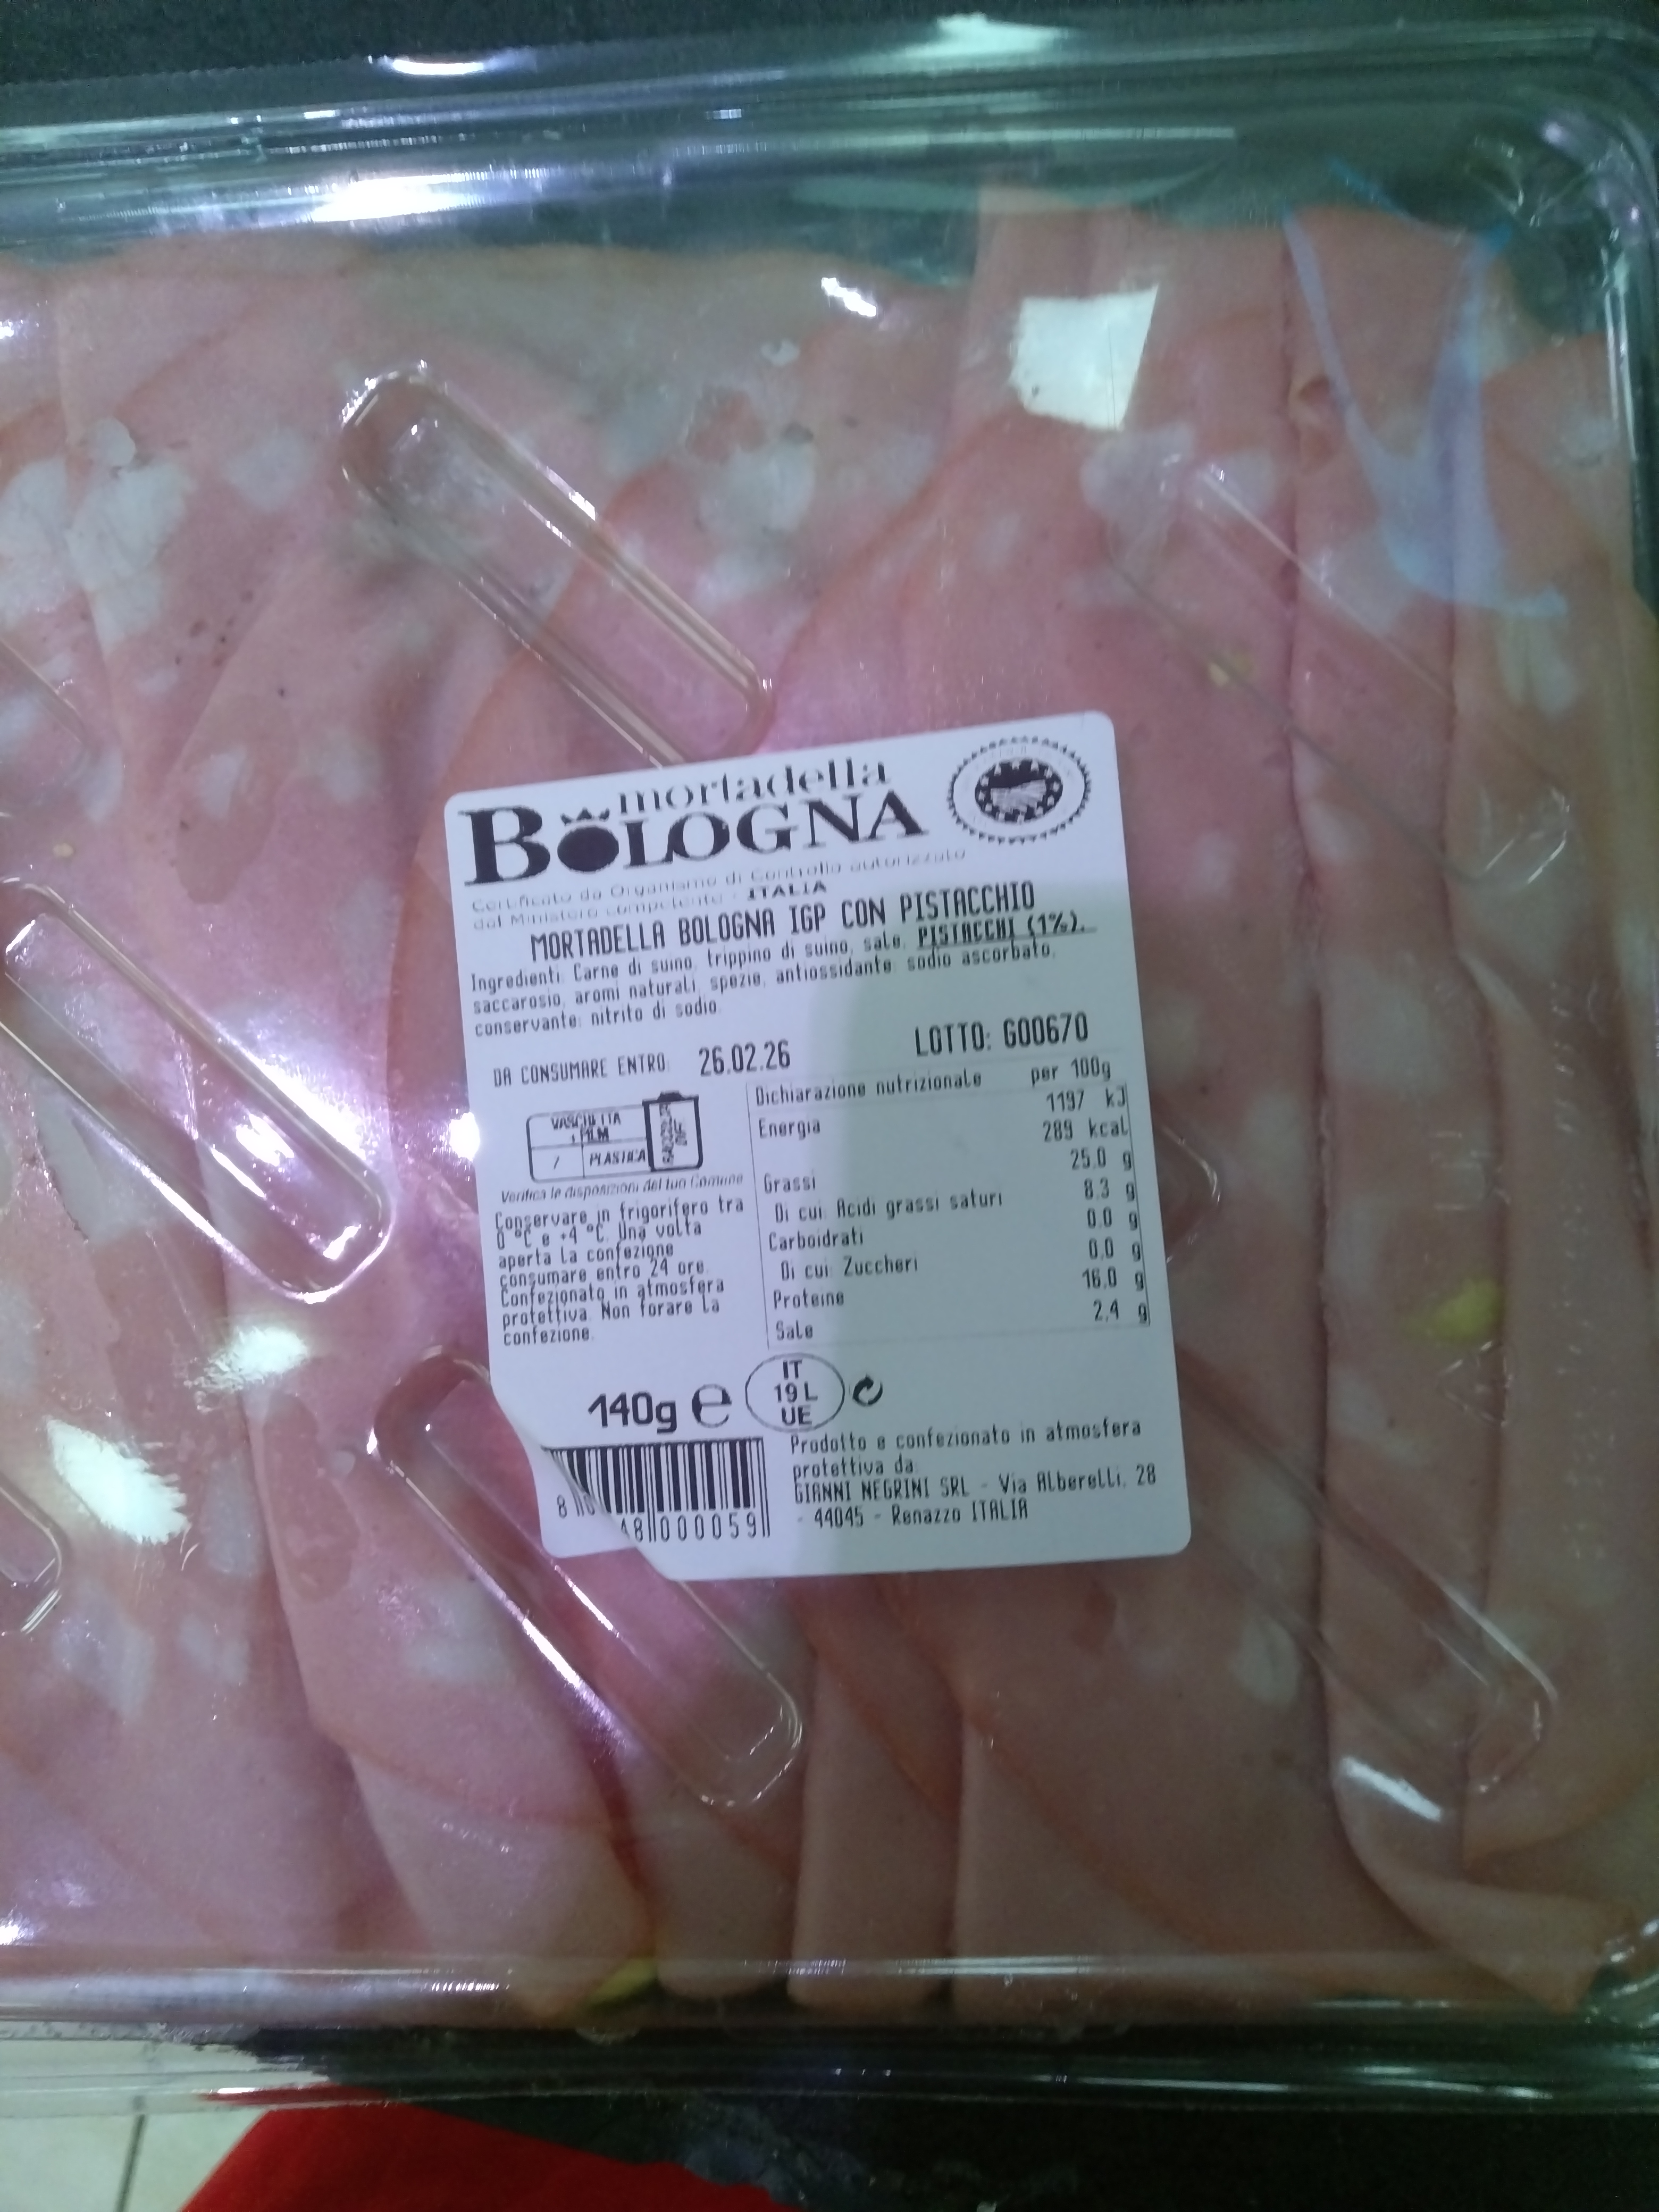 mortadella
BOLOGNA
Certificato da Organismo di Controllo autorizzato
dal Ministero competente - ITALIA
MORTADELLA BOLOGNA IGP CON PISTACCHIO
Ingredienti: Carne di suino, trippino di suino, sale, PISTACCHI (1%),
saccarosio, aromi naturali, spezie, antiossidante: sodio ascorbato,
conservante: nitrito di sodio.
DA CONSUMARE ENTRO: 26.02.26
LOTTO: G00670
VASCHETTA
+ FILM
/ PLASTICA
RACCOLTA DIF.
Verifica le disposizioni del tuo Comune
Conservare in frigorifero tra
0 °C e +4 °C. Una volta
aperta la confezione
consumare entro 24 ore.
Confezionato in atmosfera
protettiva. Non forare la
confezione.
Dichiarazione nutrizionale per 100g
Energia 1197 kJ
289 kcal
Grassi 25.0 g
Di cui: Acidi grassi saturi 8.3 g
Carboidrati 0.0 g
Di cui: Zuccheri 0.0 g
Proteine 16.0 g
Sale 2,4 g
140g e
IT
19 L
UE
Prodotto e confezionato in atmosfera
protettiva da:
GIANNI NEGRINI SRL - Via Alberelli, 28
- 44045 - Renazzo ITALIA
48 000059